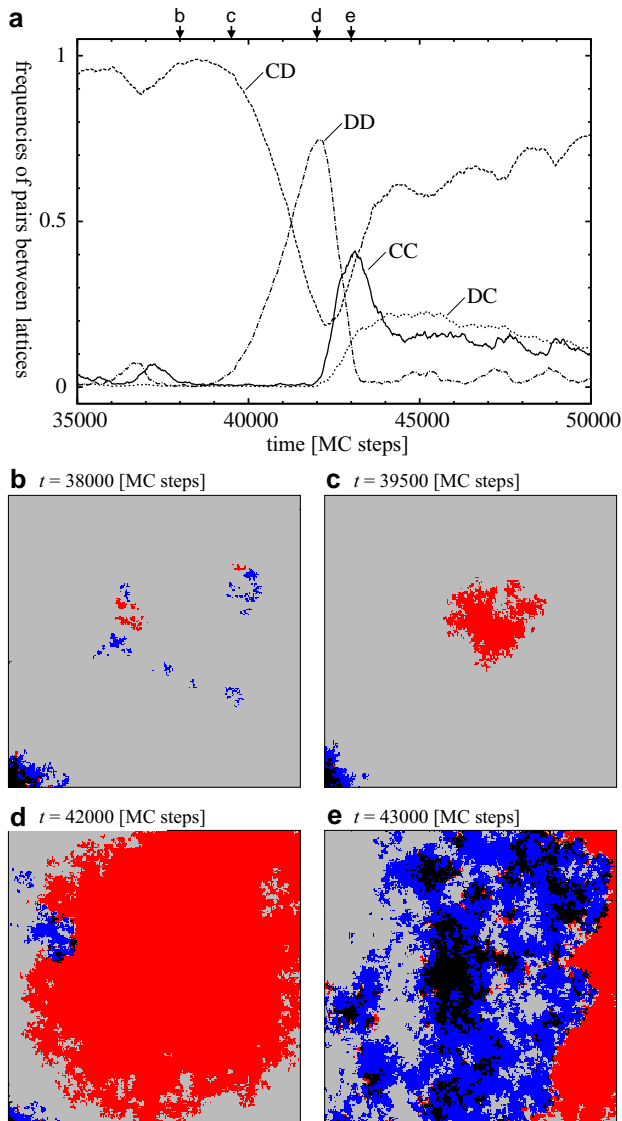 a
b c d e
1
CD
DD
0.5
CC
DC
0
frequencies of pairs between lattices
35000 40000 45000 50000
time [MC steps]
b t = 38000 [MC steps]
c t = 39500 [MC steps]
d t = 42000 [MC steps]
e t = 43000 [MC steps]